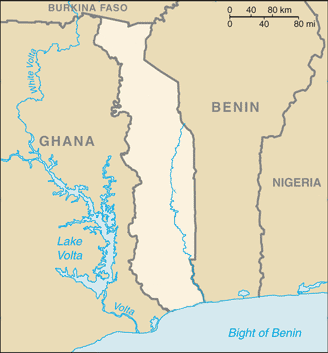 BURKINA FASO
0 40 80 km
0 40 80 mi
White Volta
BENIN
GHANA
NIGERIA
Lake
Volta
Volta
Bight of Benin